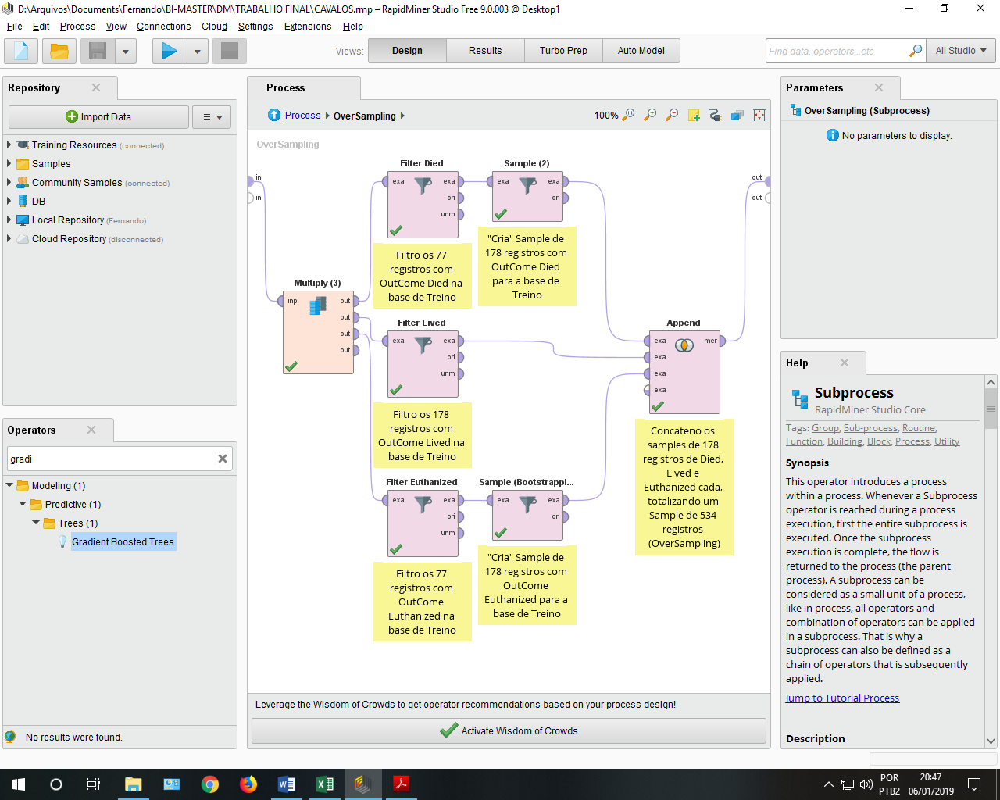 D:\Arquivos\Documents\Fernando\BI-MASTER\DM\TRABALHO FINAL\CAVALOS.rmp – RapidMiner Studio Free 9.0.003 @ Desktop1
File Edit Process View Connections Cloud Settings Extensions Help
Views: Design Results Turbo Prep Auto Model
Find data, operators...etc
All Studio
Repository
Import Data
Training Resources (connected)
Samples
Community Samples (connected)
DB
Local Repository (Fernando)
Cloud Repository (disconnected)
Operators
gradi
Modeling (1)
Predictive (1)
Trees (1)
Gradient Boosted Trees
No results were found.
Process
Process OverSampling
100%
OverSampling
in
in
Multiply (3)
inp out
out
out
out
Filter Died
exa exa
ori
unm
Filtro os 77
registros com
OutCome Died na
base de Treino
Sample (2)
exa exa
ori
"Cria" Sample de
178 registros com
OutCome Died
para a base de
Treino
Filter Lived
exa exa
ori
unm
Filtro os 178
registros com
OutCome Lived na
base de Treino
Filter Euthanized
exa exa
ori
unm
Filtro os 77
registros com
OutCome
Euthanized na
base de Treino
Sample (Bootstrappi...
exa exa
ori
"Cria" Sample de
178 registros com
OutCome
Euthanized para a
base de Treino
Append
exa mer
exa
exa
exa
Concateno os
samples de 178
registros de Died,
Lived e
Euthanized cada,
totalizando um
Sample de 534
registros
(OverSampling)
out
out
Leverage the Wisdom of Crowds to get operator recommendations based on your process design!
Activate Wisdom of Crowds
Parameters
OverSampling (Subprocess)
No parameters to display.
Help
Subprocess
RapidMiner Studio Core
Tags: Group, Sub-process, Routine,
Function, Building, Block, Process, Utility
Synopsis
This operator introduces a process
within a process. Whenever a Subprocess
operator is reached during a process
execution, first the entire subprocess is
executed. Once the subprocess
execution is complete, the flow is
returned to the process (the parent
process). A subprocess can be
considered as a small unit of a process,
like in process, all operators and
combination of operators can be applied
in a subprocess. That is why a
subprocess can also be defined as a
chain of operators that is subsequently
applied.
Jump to Tutorial Process
Description
POR
PTB2
20:47
06/01/2019